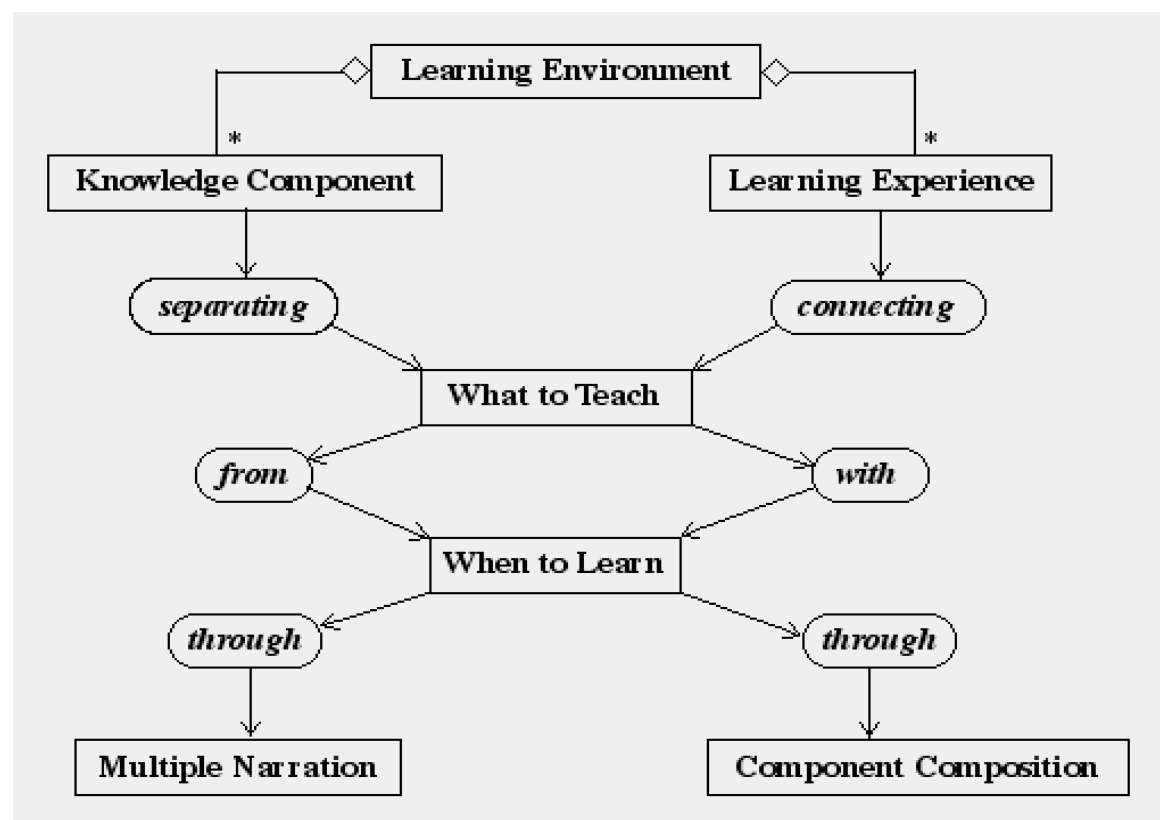 Learning Environment
* *
Knowledge Component
Learning Experience
separating
connecting
What to Teach
from
with
When to Learn
through
through
Multiple Narration
Component Composition